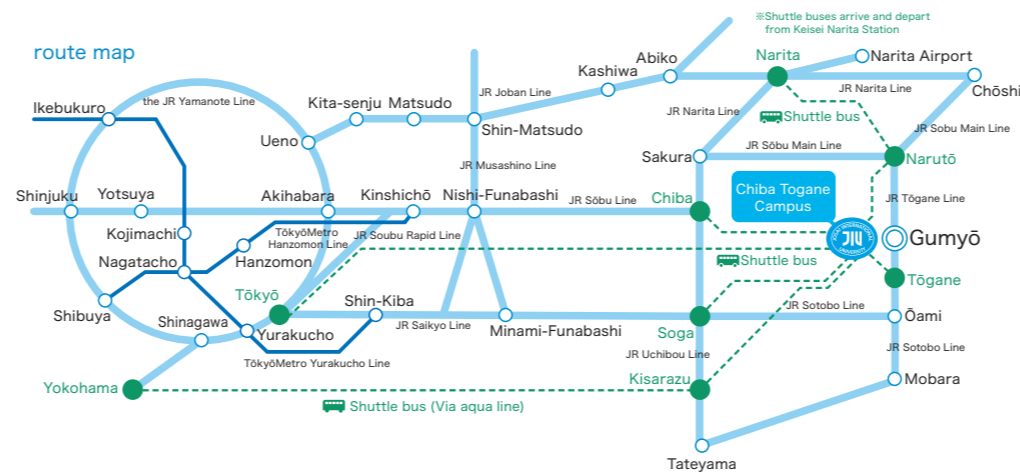 ※Shuttle buses arrive and depart
from Keisei Narita Station
route map
Abiko
Narita
Narita Airport
Kashiwa
Chōshi
Ikebukuro
the JR Yamanote Line
Kita-senju
Matsudo
JR Joban Line
JR Narita Line
JR Narita Line
Shuttle bus
Ueno
Shin-Matsudo
JR Sobu Main Line
JR Sōbu Main Line
JR Musashino Line
Sakura
Narutō
Shinjuku
Yotsuya
Akihabara
Kinshichō
Nishi-Funabashi
JR Sōbu Line
Chiba
Chiba Togane
Campus
JR Tōgane Line
Kojimachi
TōkyōMetro
Hanzomon Line
JR Soubu Rapid Line
JIU
Gumyō
Nagatacho
Hanzomon
Shuttle bus
Tōkyō
Tōgane
Shin-Kiba
Shibuya
Shinagawa
Yurakucho
JR Saikyo Line
Minami-Funabashi
Soga
JR Sotobo Line
Ōami
TōkyōMetro Yurakucho Line
JR Uchibou Line
JR Sotobo Line
Yokohama
Kisarazu
Mobara
Shuttle bus (Via aqua line)
Tateyama